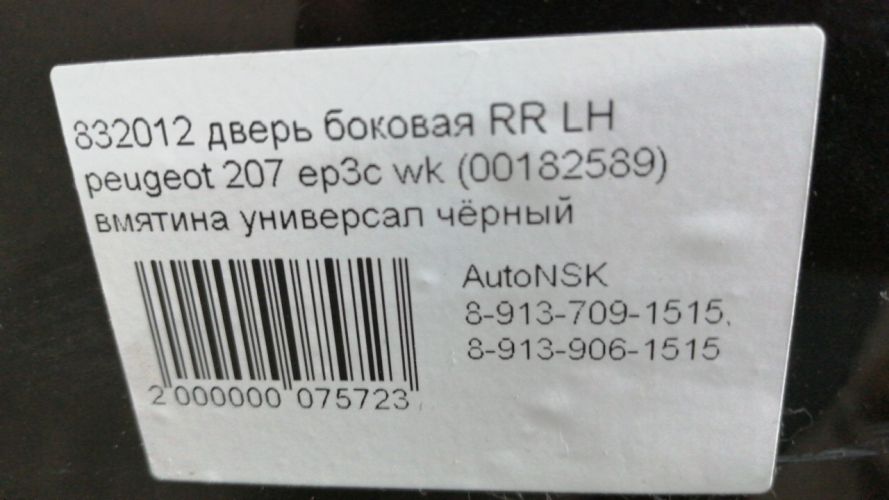 832012 дверь боковая RR LH
peugeot 207 ep3c wk (00182589)
вмятина универсал чёрный
AutoNSK
8-913-709-1515,
8-913-906-1515
2 000000 075723